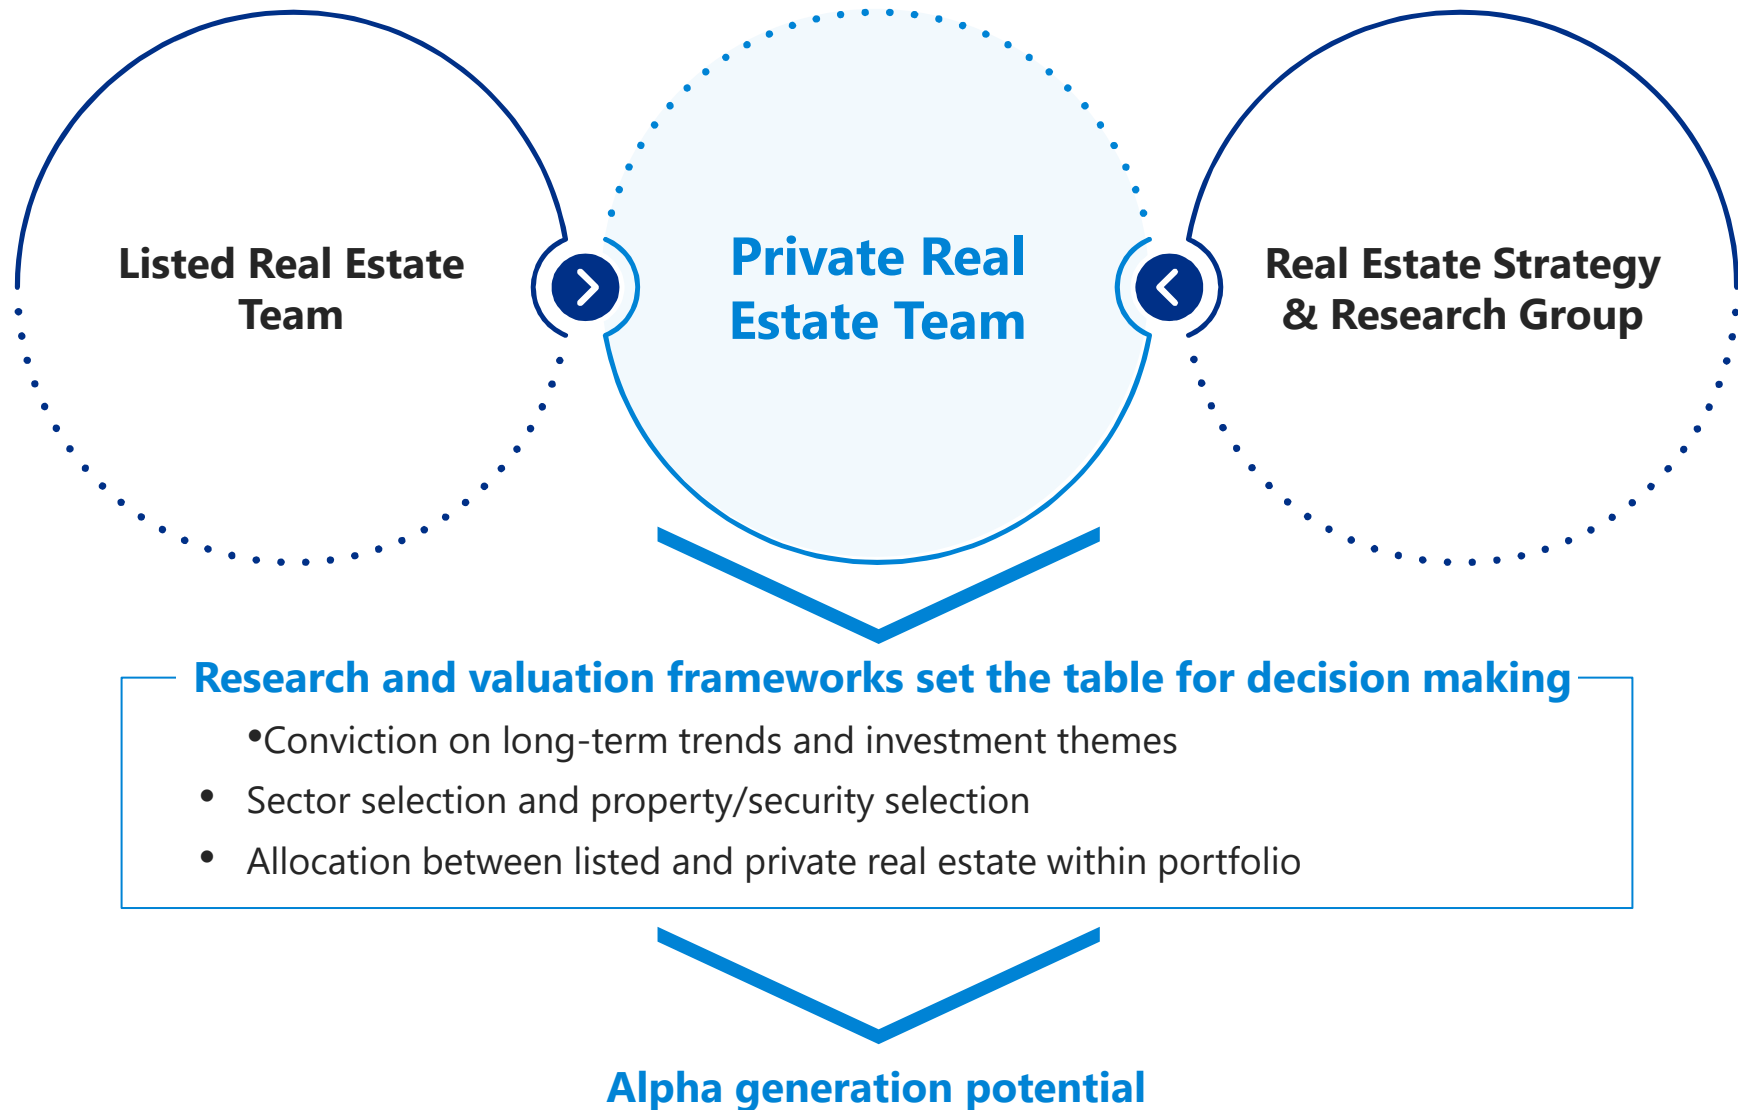 Listed Real Estate
Team
Private Real
Estate Team
Real Estate Strategy
& Research Group
Research and valuation frameworks set the table for decision making
•Conviction on long-term trends and investment themes
• Sector selection and property/security selection
• Allocation between listed and private real estate within portfolio
Alpha generation potential